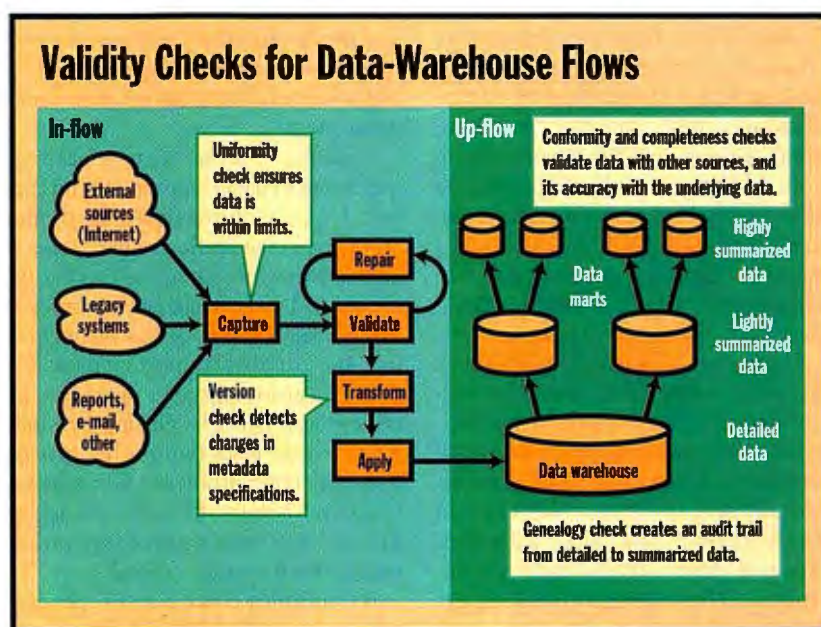 Validity Checks for Data-Warehouse Flows
In-flow
External
sources
(Internet)
Legacy
systems
Reports,
e-mail,
other
Uniformity
check ensures
data is
within limits.
Capture
Repair
Validate
Transform
Apply
Version
check detects
changes in
metadata
specifications.
Up-flow
Conformity and completeness checks
validate data with other sources, and
its accuracy with the underlying data.
Highly
summarized
data
Data
marts
Lightly
summarized
data
Detailed
data
Data warehouse
Genealogy check creates an audit trail
from detailed to summarized data.